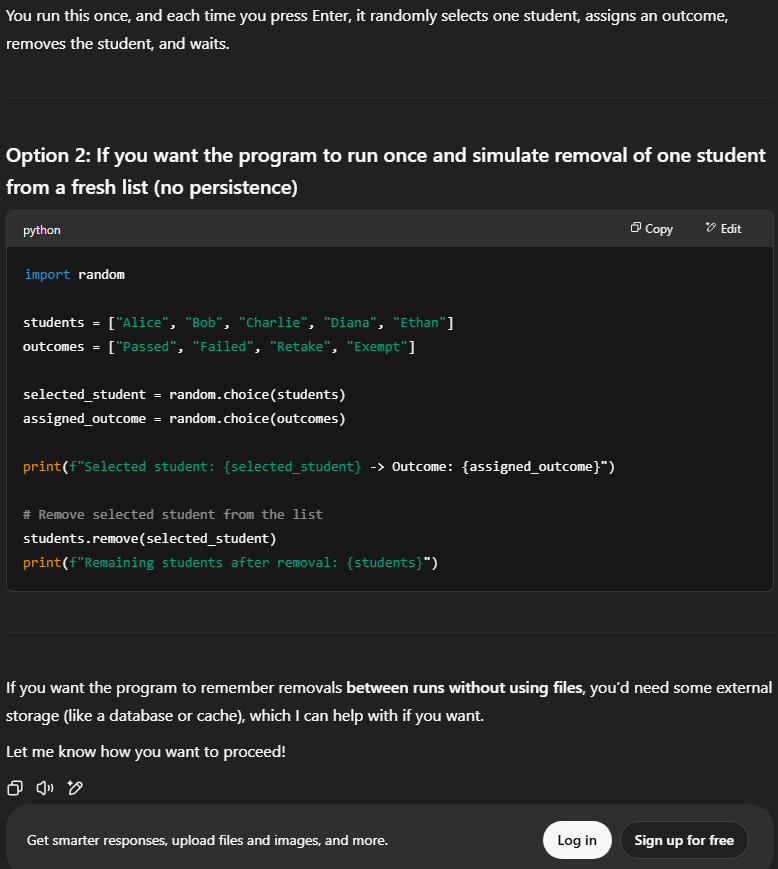 You run this once, and each time you press Enter, it randomly selects one student, assigns an outcome,
removes the student, and waits.
Option 2: If you want the program to run once and simulate removal of one student
from a fresh list (no persistence)
python
Copy
Edit
import random
students = ["Alice", "Bob", "Charlie", "Diana", "Ethan"]
outcomes = ["Passed", "Failed", "Retake", "Exempt"]
selected_student = random.choice(students)
assigned_outcome = random.choice(outcomes)
print(f"Selected student: {selected_student} -> Outcome: {assigned_outcome}")
# Remove selected student from the list
students.remove(selected_student)
print(f"Remaining students after removal: {students}")
If you want the program to remember removals between runs without using files, you’d need some external
storage (like a database or cache), which I can help with if you want.
Let me know how you want to proceed!
Get smarter responses, upload files and images, and more.
Log in
Sign up for free